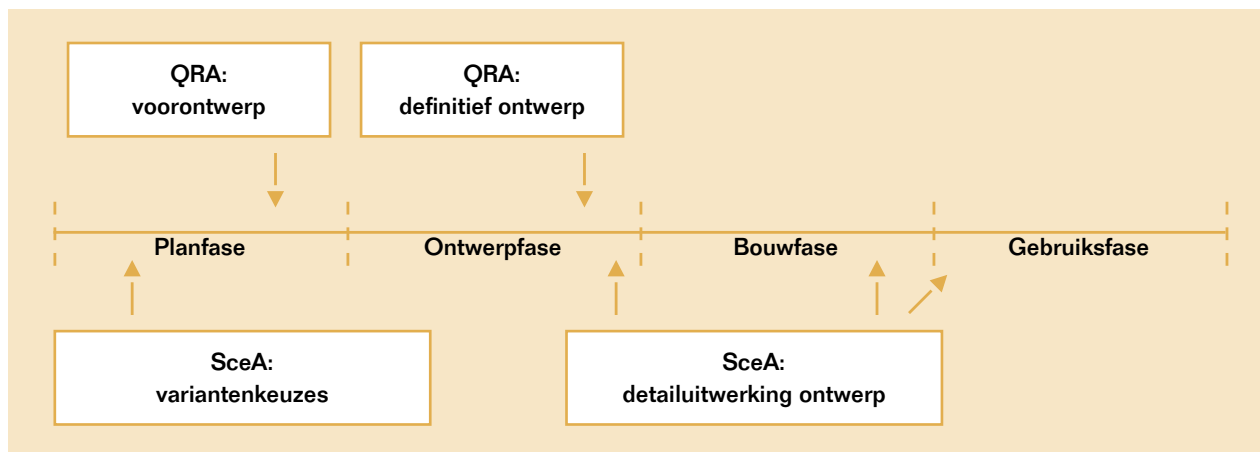 QRA:
voorontwerp
QRA:
definitief ontwerp
Planfase
Ontwerpfase
Bouwfase
Gebruiksfase
SceA:
variantenkeuzes
SceA:
detailuitwerking ontwerp